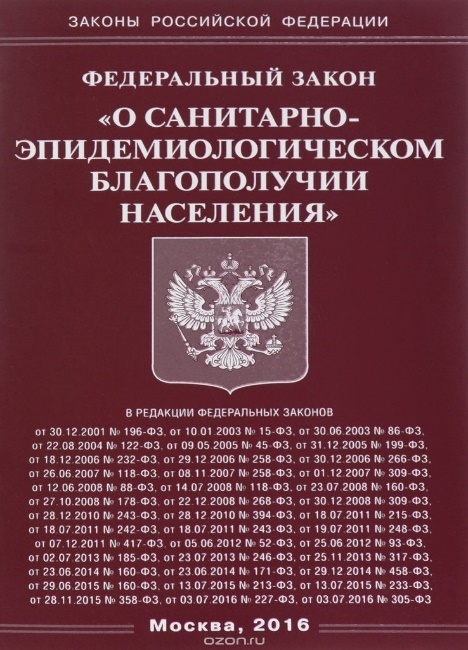 ЗАКОНЫ РОССИЙСКОЙ ФЕДЕРАЦИИ
ФЕДЕРАЛЬНЫЙ ЗАКОН
«О САНИТАРНО-
ЭПИДЕМИОЛОГИЧЕСКОМ
БЛАГОПОЛУЧИИ
НАСЕЛЕНИЯ»
В РЕДАКЦИИ ФЕДЕРАЛЬНЫХ ЗАКОНОВ
от 30.12.2001 № 196-ФЗ, от 10.01.2003 № 15-ФЗ, от 30.06.2003 № 86-ФЗ,
от 22.08.2004 № 122-ФЗ, от 09.05.2005 № 45-ФЗ, от 31.12.2005 № 199-ФЗ,
от 18.12.2006 № 232-ФЗ, от 29.12.2006 № 258-ФЗ, от 30.12.2006 № 266-ФЗ,
от 26.06.2007 № 118-ФЗ, от 08.11.2007 № 258-ФЗ, от 01.12.2007 № 309-ФЗ,
от 12.06.2008 № 88-ФЗ, от 14.07.2008 № 118-ФЗ, от 23.07.2008 № 160-ФЗ,
от 27.10.2008 № 178-ФЗ, от 22.12.2008 № 268-ФЗ, от 30.12.2008 № 309-ФЗ,
от 28.12.2010 № 243-ФЗ, от 28.12.2010 № 394-ФЗ, от 18.07.2011 № 215-ФЗ,
от 18.07.2011 № 242-ФЗ, от 18.07.2011 № 243-ФЗ, от 19.07.2011 № 248-ФЗ,
от 07.12.2011 № 417-ФЗ, от 05.06.2012 № 52-ФЗ, от 25.06.2012 № 93-ФЗ,
от 02.07.2013 № 185-ФЗ, от 23.07.2013 № 246-ФЗ, от 25.11.2013 № 317-ФЗ,
от 23.06.2014 № 160-ФЗ, от 23.06.2014 № 171-ФЗ, от 29.12.2014 № 458-ФЗ,
от 29.06.2015 № 160-ФЗ, от 13.07.2015 № 213-ФЗ, от 13.07.2015 № 233-ФЗ,
от 28.11.2015 № 358-ФЗ, от 03.07.2016 № 227-ФЗ, от 03.07.2016 № 305-ФЗ
Москва, 2016
ozon.ru